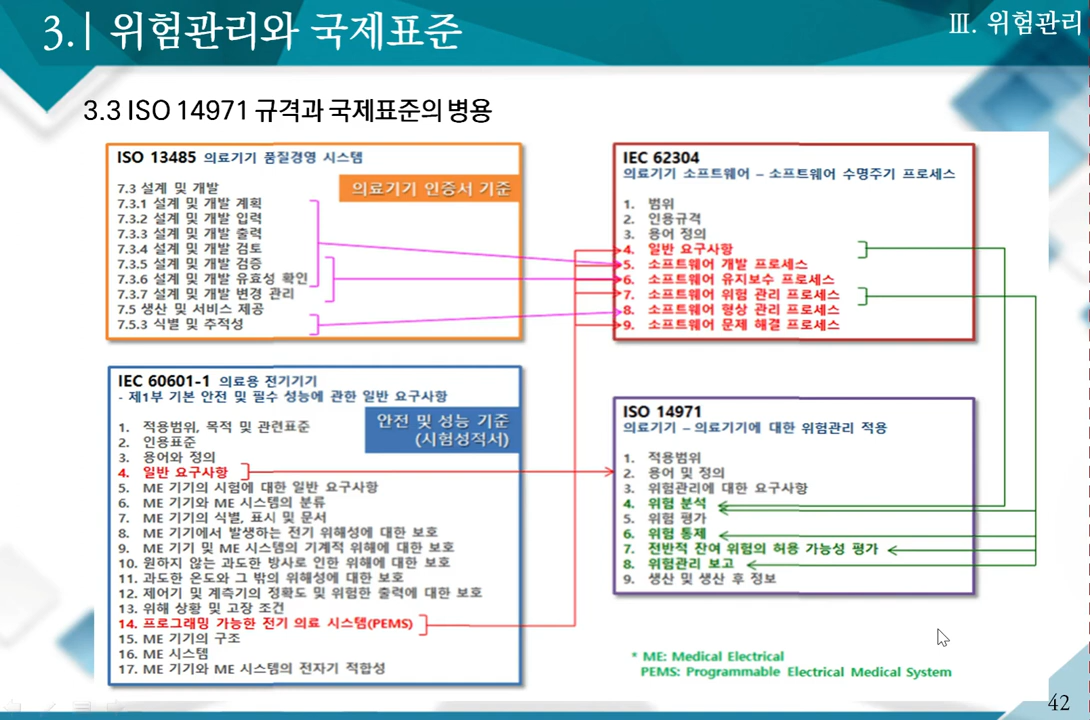 3. 위험관리와 국제표준
Ⅲ. 위험관리
3.3 ISO 14971 규격과 국제표준의 병용
ISO 13485 의료기기 품질경영 시스템
의료기기 인증서 기준
7.3 설계 및 개발
7.3.1 설계 및 개발 계획
7.3.2 설계 및 개발 입력
7.3.3 설계 및 개발 출력
7.3.4 설계 및 개발 검토
7.3.5 설계 및 개발 검증
7.3.6 설계 및 개발 유효성 확인
7.3.7 설계 및 개발 변경 관리
7.5 생산 및 서비스 제공
7.5.3 식별 및 추적성
IEC 62304
의료기기 소프트웨어 – 소프트웨어 수명주기 프로세스
1. 범위
2. 인용규격
3. 용어 정의
4. 일반 요구사항
5. 소프트웨어 개발 프로세스
6. 소프트웨어 유지보수 프로세스
7. 소프트웨어 위험 관리 프로세스
8. 소프트웨어 형상 관리 프로세스
9. 소프트웨어 문제 해결 프로세스
IEC 60601-1 의료용 전기기기
- 제1부 기본 안전 및 필수 성능에 관한 일반 요구사항
안전 및 성능 기준
(시험성적서)
1. 적용범위, 목적 및 관련표준
2. 인용표준
3. 용어와 정의
4. 일반 요구사항
5. ME 기기의 시험에 대한 일반 요구사항
6. ME 기기와 ME 시스템의 분류
7. ME 기기의 식별, 표시 및 문서
8. ME 기기에서 발생하는 전기 위해성에 대한 보호
9. ME 기기 및 ME 시스템의 기계적 위해에 대한 보호
10. 원하지 않는 과도한 방사로 인한 위해에 대한 보호
11. 과도한 온도와 그 밖의 위해성에 대한 보호
12. 제어기 및 계측기의 정확도 및 위험한 출력에 대한 보호
13. 위해 상황 및 고장 조건
14. 프로그래밍 가능한 전기 의료 시스템(PEMS)
15. ME 기기의 구조
16. ME 시스템
17. ME 기기와 ME 시스템의 전자기 적합성
ISO 14971
의료기기 – 의료기기에 대한 위험관리 적용
1. 적용범위
2. 용어 및 정의
3. 위험관리에 대한 요구사항
4. 위험 분석
5. 위험 평가
6. 위험 통제
7. 전반적 잔여 위험의 허용 가능성 평가
8. 위험관리 보고
9. 생산 및 생산 후 정보
* ME: Medical Electrical
PEMS: Programmable Electrical Medical System
42